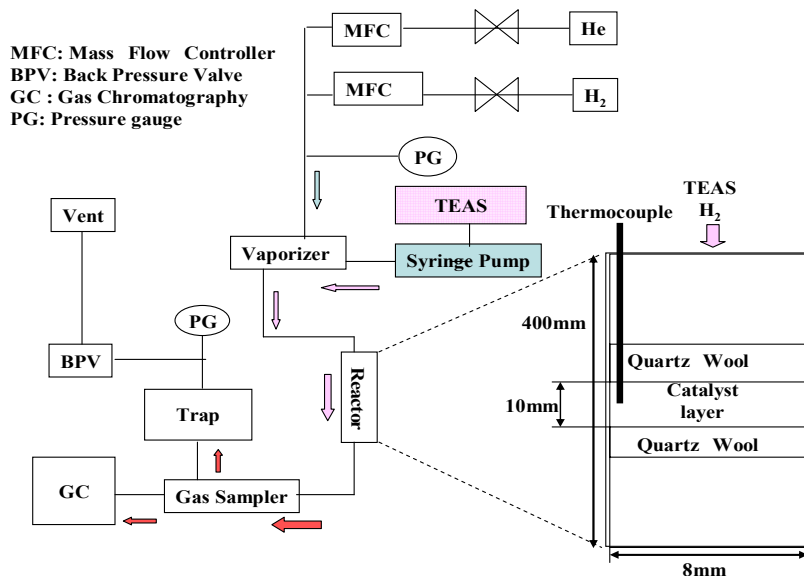 MFC: Mass Flow Controller
BPV: Back Pressure Valve
GC : Gas Chromatography
PG: Pressure gauge
MFC
He
MFC
H2
PG
TEAS
Vent
Vaporizer
Syringe Pump
PG
BPV
Trap
Reactor
GC
Gas Sampler
TEAS
H2
Thermocouple
400mm
Quartz Wool
10mm
Catalyst
layer
Quartz Wool
8mm